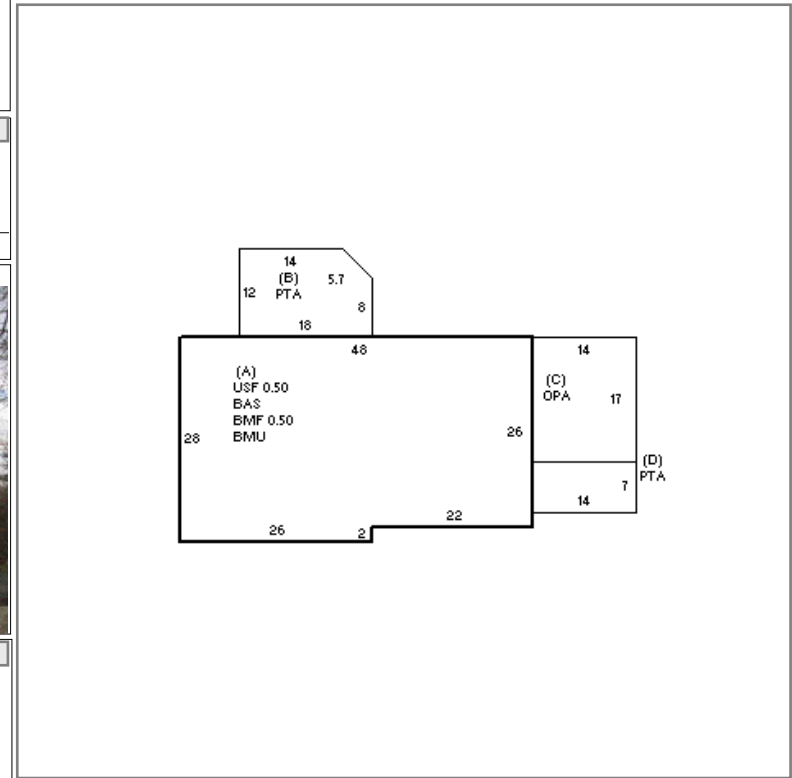 14
(B)
5.7
12
PTA
8
18
48
14
(A)
USF 0.50
BAS
BMF 0.50
BMU
(C)
OPA
17
28
26
(D)
PTA
7
14
22
26
2